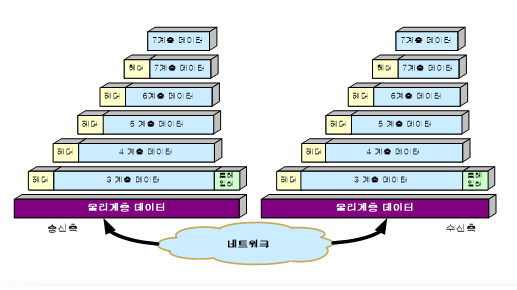 7계층 데이터
헤더 7계층 데이터
헤더 6계층 데이터
헤더 5 계층 데이터
헤더 4 계층 데이터
헤더 3 계층 데이터 트레일러
물리계층 데이터
송신측
7계층 데이터
헤더 7계층 데이터
헤더 6계층 데이터
헤더 5 계층 데이터
헤더 4 계층 데이터
헤더 3 계층 데이터 트레일러
물리계층 데이터
수신측
네트워크